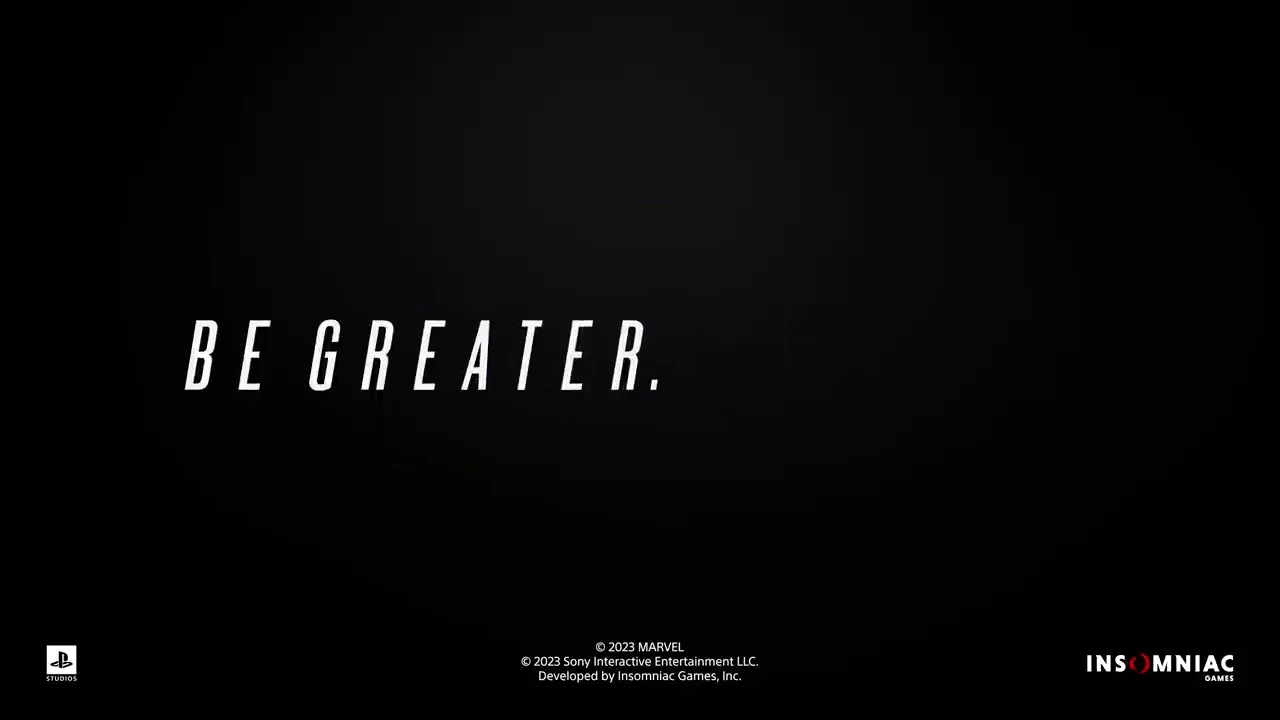 BE GREATER.
© 2023 MARVEL
© 2023 Sony Interactive Entertainment LLC.
Developed by Insomniac Games, Inc.
STUDIOS
INSOMNIAC
GAMES